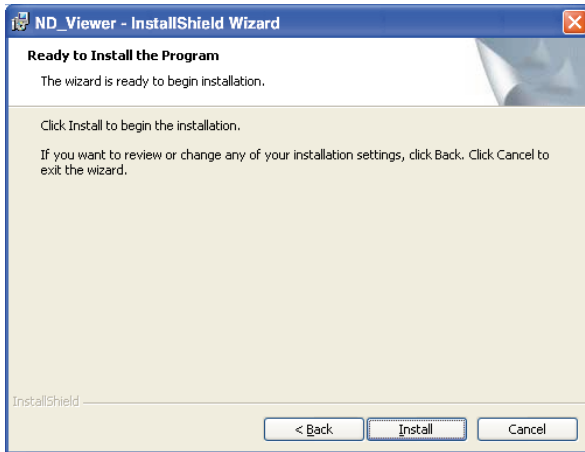 ND_Viewer - InstallShield Wizard
Ready to Install the Program
The wizard is ready to begin installation.
Click Install to begin the installation.
If you want to review or change any of your installation settings, click Back. Click Cancel to
exit the wizard.
InstallShield
< Back
Install
Cancel